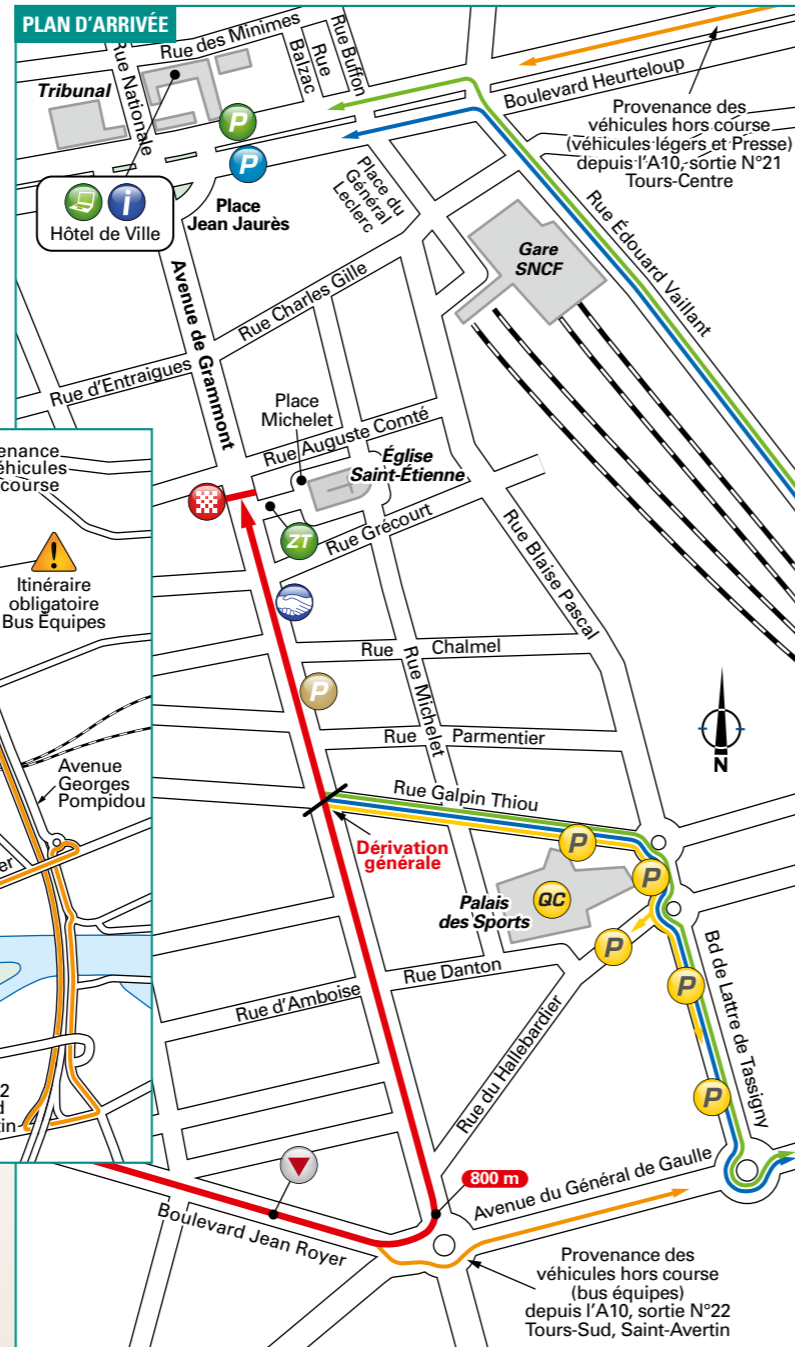 PLAN D'ARRIVÉE
Rue des Minimes
Rue Nationale
Rue
Balzac
Rue Buffon
Tribunal
P
P
Boulevard Heurteloup
Provenance des
véhicules hors course
(véhicules légers et Presse)
depuis l'A10, sortie N°21
Tours-Centre
i
Hôtel de Ville
Place
Jean Jaurès
Place du
Général
Leclerc
Gare
SNCF
Rue Édouard Vaillant
Avenue de Grammont
Rue Charles Gille
Rue d'Entraigues
Place
Michelet
Rue Auguste Comté
Église
Saint-Étienne
ZT
Rue Grécourt
Rue Blaise Pascal
enance
éhicules
course
Itinéraire
obligatoire
Bus Équipes
Rue Chalmel
Rue Michelet
P
Rue Parmentier
N
Avenue
Georges
Pompidou
er
Rue Galpin Thiou
Dérivation
générale
P
P
QC
Palais
des Sports
P
P
P
Rue Danton
Rue d'Amboise
Rue du Hallebardier
Bd de Lattre de Tassigny
2
d
tin
800 m
Avenue du Général de Gaulle
Boulevard Jean Royer
Provenance des
véhicules hors course
(bus équipes)
depuis l'A10, sortie N°22
Tours-Sud, Saint-Avertin